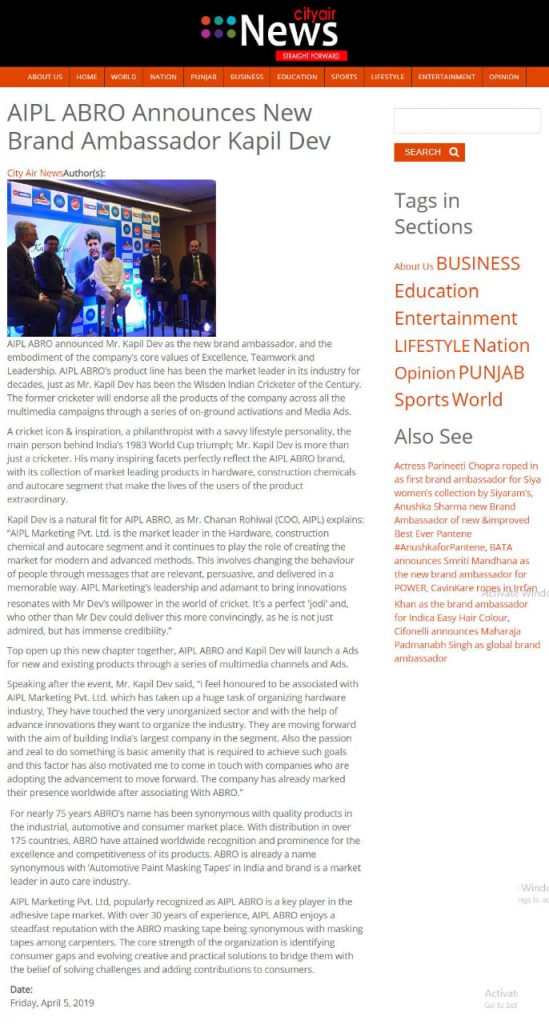 cityair
News
STRAIGHT FORWARD
ABOUT US HOME WORLD NATION PUNJAB BUSINESS EDUCATION SPORTS LIFESTYLE ENTERTAINMENT OPINION
AIPL ABRO Announces New
Brand Ambassador Kapil Dev
City Air NewsAuthor(s):
AIPL ABRO announced Mr. Kapil Dev as the new brand ambassador, and the
embodiment of the company's core values of Excellence, Teamwork and
Leadership. AIPL ABRO's product line has been the market leader in its industry for
decades, just as Mr. Kapil Dev has been the Wisden Indian Cricketer of the Century.
The former cricketer will endorse all the products of the company across all the
multimedia campaigns through a series of on-ground activations and Media Ads.
A cricket icon & inspiration, a philanthropist with a savvy lifestyle personality, the
main person behind India's 1983 World Cup triumph; Mr. Kapil Dev is more than
just a cricketer. His many inspiring facets perfectly reflect the AIPL ABRO brand,
with its collection of market leading products in hardware, construction chemicals
and autocare segment that make the lives of the users of the product
extraordinary.
Kapil Dev is a natural fit for AIPL ABRO, as Mr. Chanan Rohiwal (COO, AIPL) explains:
"AIPL Marketing Pvt. Ltd. is the market leader in the Hardware, construction
chemical and autocare segment and it continues to play the role of creating the
market for modern and advanced methods. This involves changing the behaviour
of people through messages that are relevant, persuasive, and delivered in a
memorable way. AIPL Marketing's leadership and adamant to bring innovations
resonates with Mr Dev's willpower in the world of cricket. It's a perfect 'jodi' and,
who other than Mr Dev could deliver this more convincingly, as he is not just
admired, but has immense credibility."
Top open up this new chapter together, AIPL ABRO and Kapil Dev will launch a Ads
for new and existing products through a series of multimedia channels and Ads.
Speaking after the event, Mr. Kapil Dev said, "I feel honoured to be associated with
AIPL Marketing Pvt. Ltd. which has taken up a huge task of organizing hardware
industry, They have touched the very unorganized sector and with the help of
advance innovations they want to organize the industry. They are moving forward
with the aim of building India's largest company in the segment. Also the passion
and zeal to do something is basic amenity that is required to achieve such goals
and this factor has also motivated me to come in touch with companies who are
adopting the advancement to move forward. The company has already marked
their presence worldwide after associating With ABRO."
For nearly 75 years ABRO's name has been synonymous with quality products in
the industrial, automotive and consumer market place. With distribution in over
175 countries, ABRO have attained worldwide recognition and prominence for the
excellence and competitiveness of its products. ABRO is already a name
synonymous with 'Automotive Paint Masking Tapes' in India and brand is a market
leader in auto care industry.
AIPL Marketing Pvt. Ltd, popularly recognized as AIPL ABRO is a key player in the
adhesive tape market. With over 30 years of experience, AIPL ABRO enjoys a
steadfast reputation with the ABRO masking tape being synonymous with masking
tapes among carpenters. The core strength of the organization is identifying
consumer gaps and evolving creative and practical solutions to bridge them with
the belief of solving challenges and adding contributions to consumers.
Date:
Friday, April 5, 2019
SEARCH
Tags in
Sections
About Us BUSINESS
Education
Entertainment
LIFESTYLE Nation
Opinion PUNJAB
Sports World
Also See
Actress Parineeti Chopra roped in
as first brand ambassador for Siya
women's collection by Siyaram's,
Anushka Sharma new Brand
Ambassador of new &improved
Best Ever Pantene
#AnushkaforPantene, BATA
announces Smriti Mandhana as
the new brand ambassador for
POWER, CavinKare ropes in Irrfan
Khan as the brand ambassador
for Indica Easy Hair Colour,
Cifonelli announces Maharaja
Padmanabh Singh as global brand
ambassador
Activate Windo
Windo
ngs to ac
Activat
Go to Set